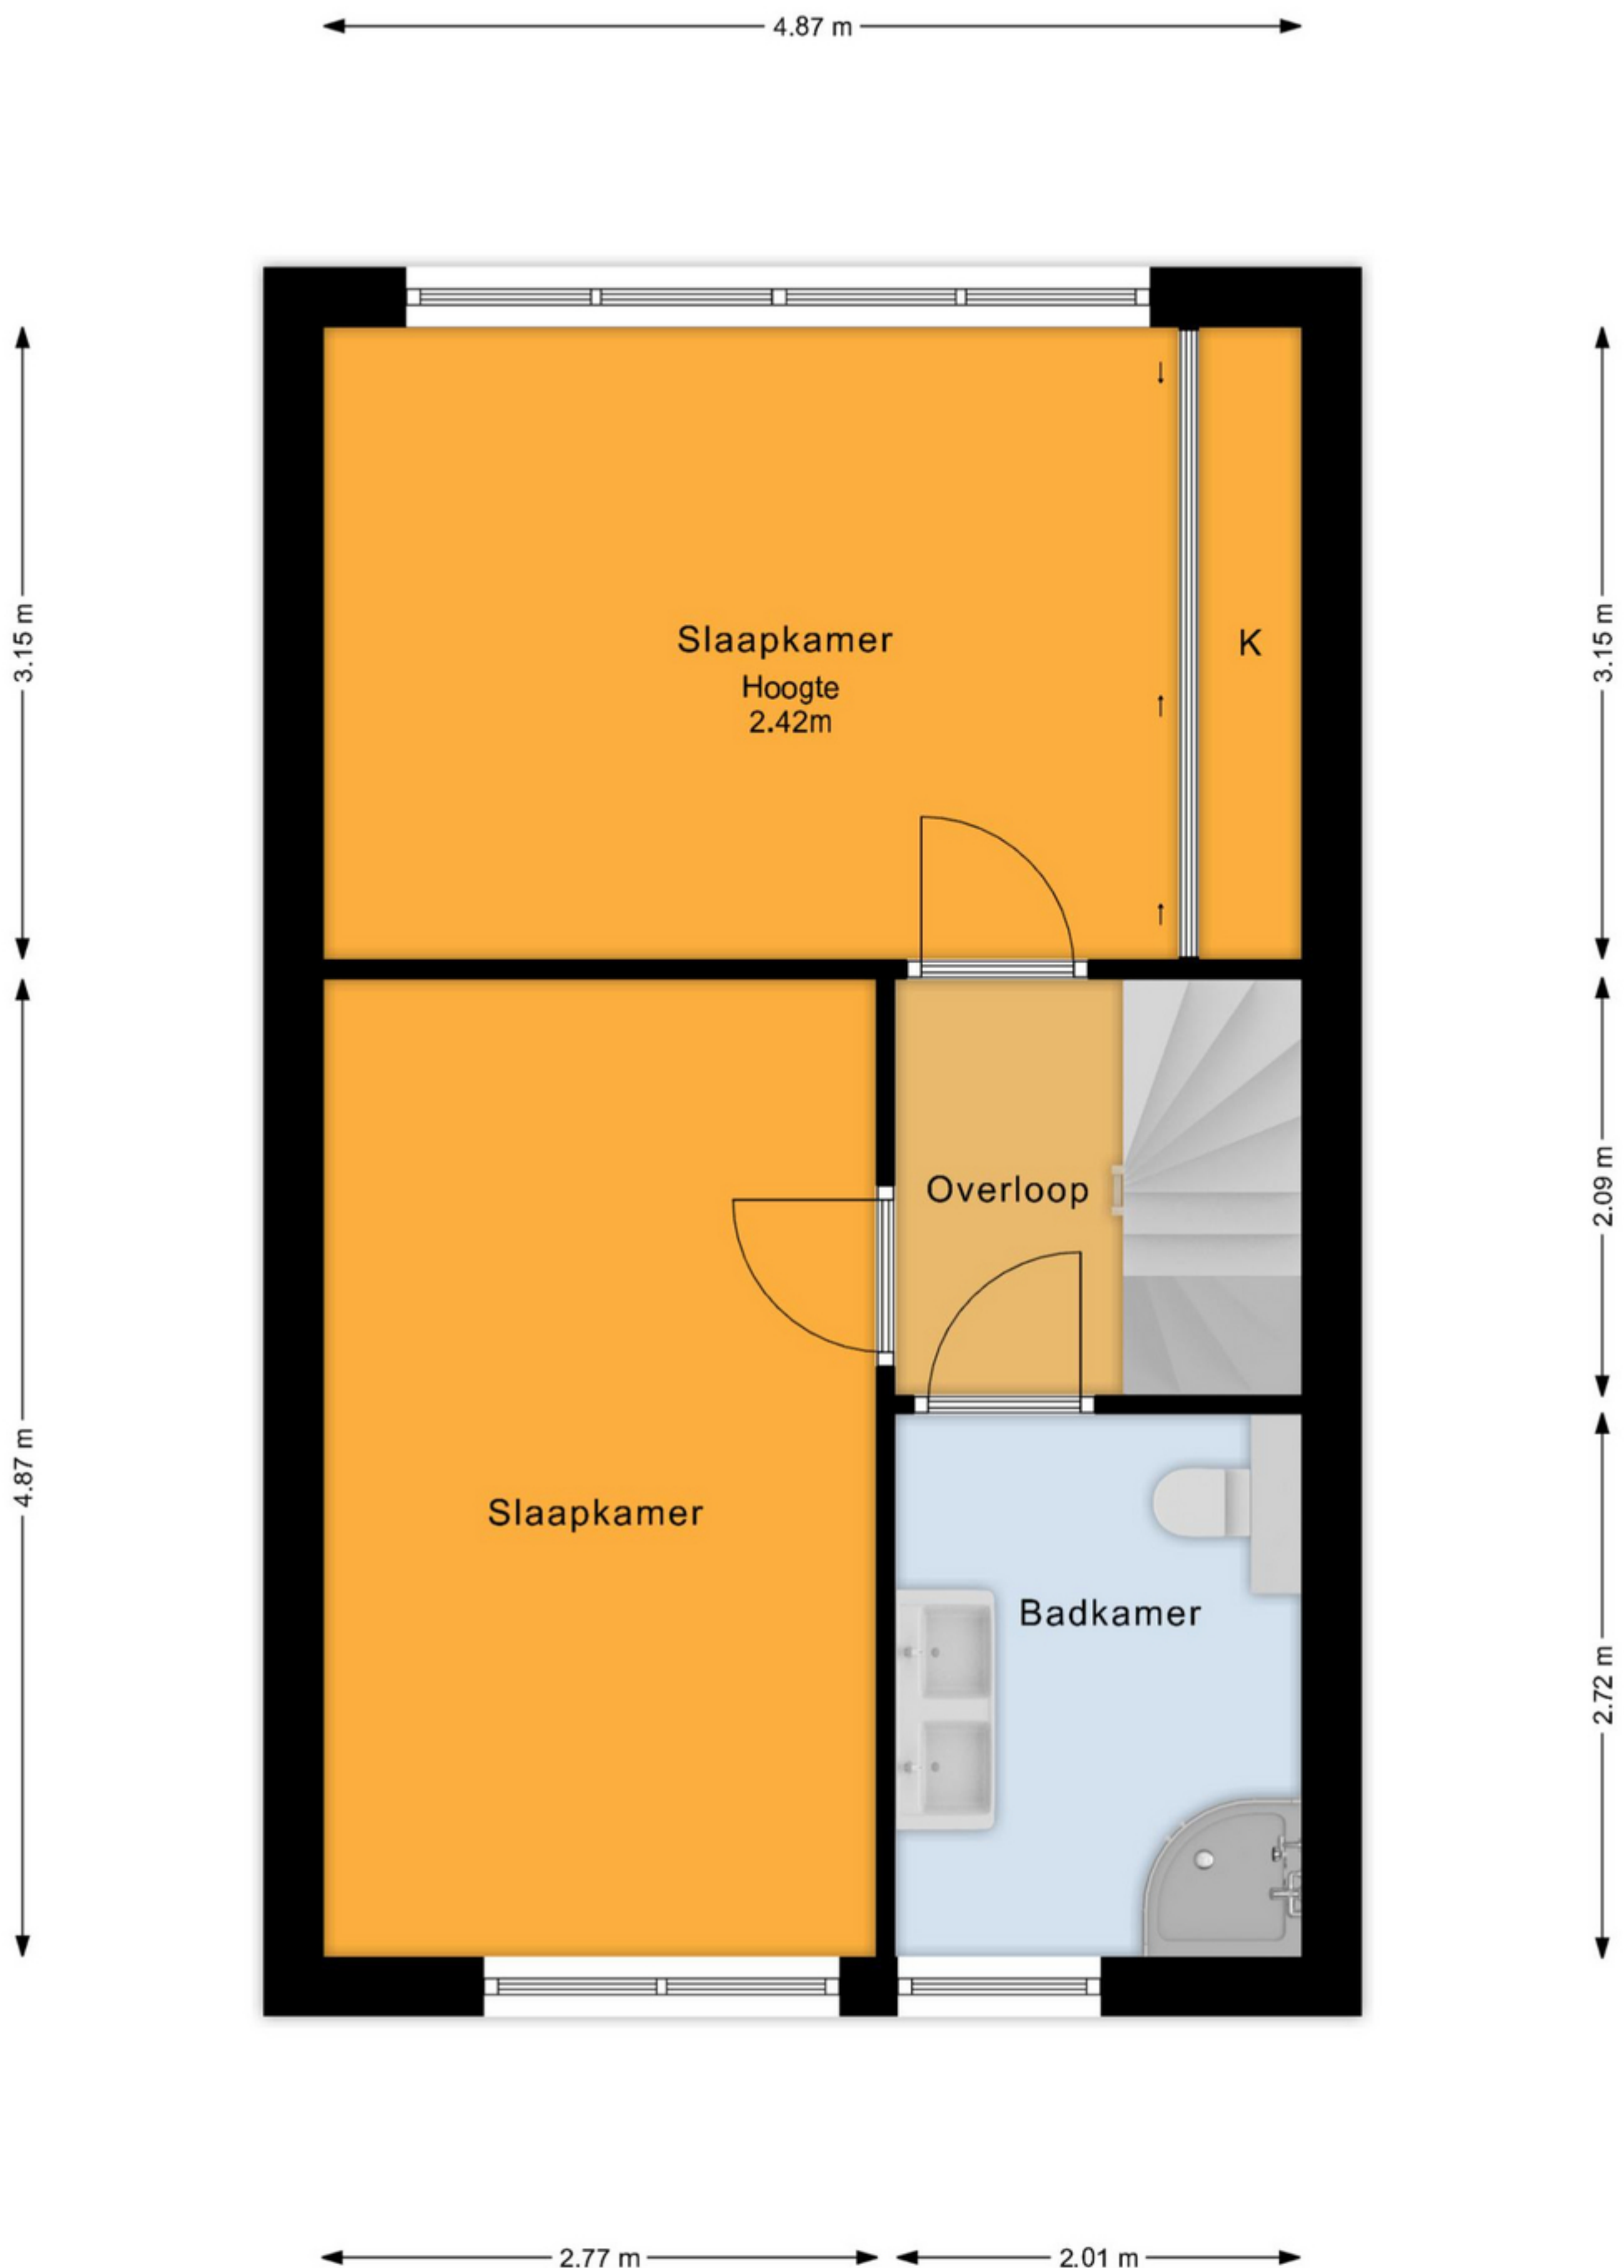 4.87 m
3.15 m
3.15 m
Slaapkamer
Hoogte
2.42m
K
Overloop
2.09 m
4.87 m
Slaapkamer
Badkamer
2.72 m
2.77 m
2.01 m